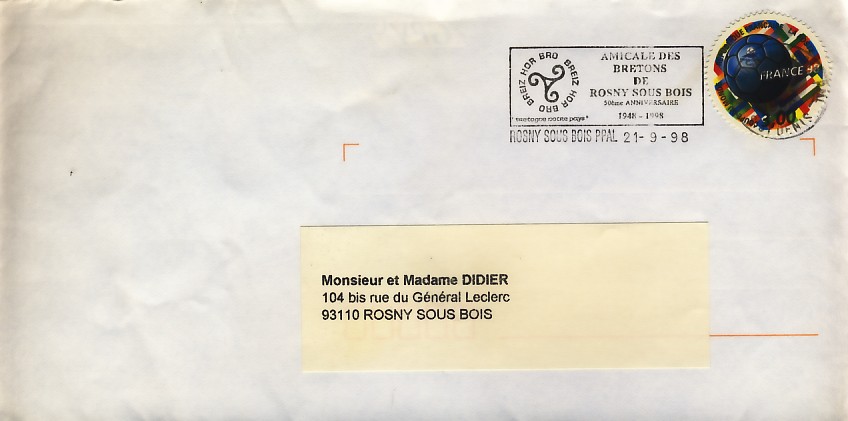 BREIZ HOR BRO BREIZ HOR BRO
"bretagne notre pays"
AMICALE DES
BRETONS
DE
ROSNY SOUS BOIS
50ème ANNIVERSAIRE
1948 - 1998
ROSNY SOUS BOIS PPAL 21-9-98
FRANCE 98
Monsieur et Madame DIDIER
104 bis rue du Général Leclerc
93110 ROSNY SOUS BOIS